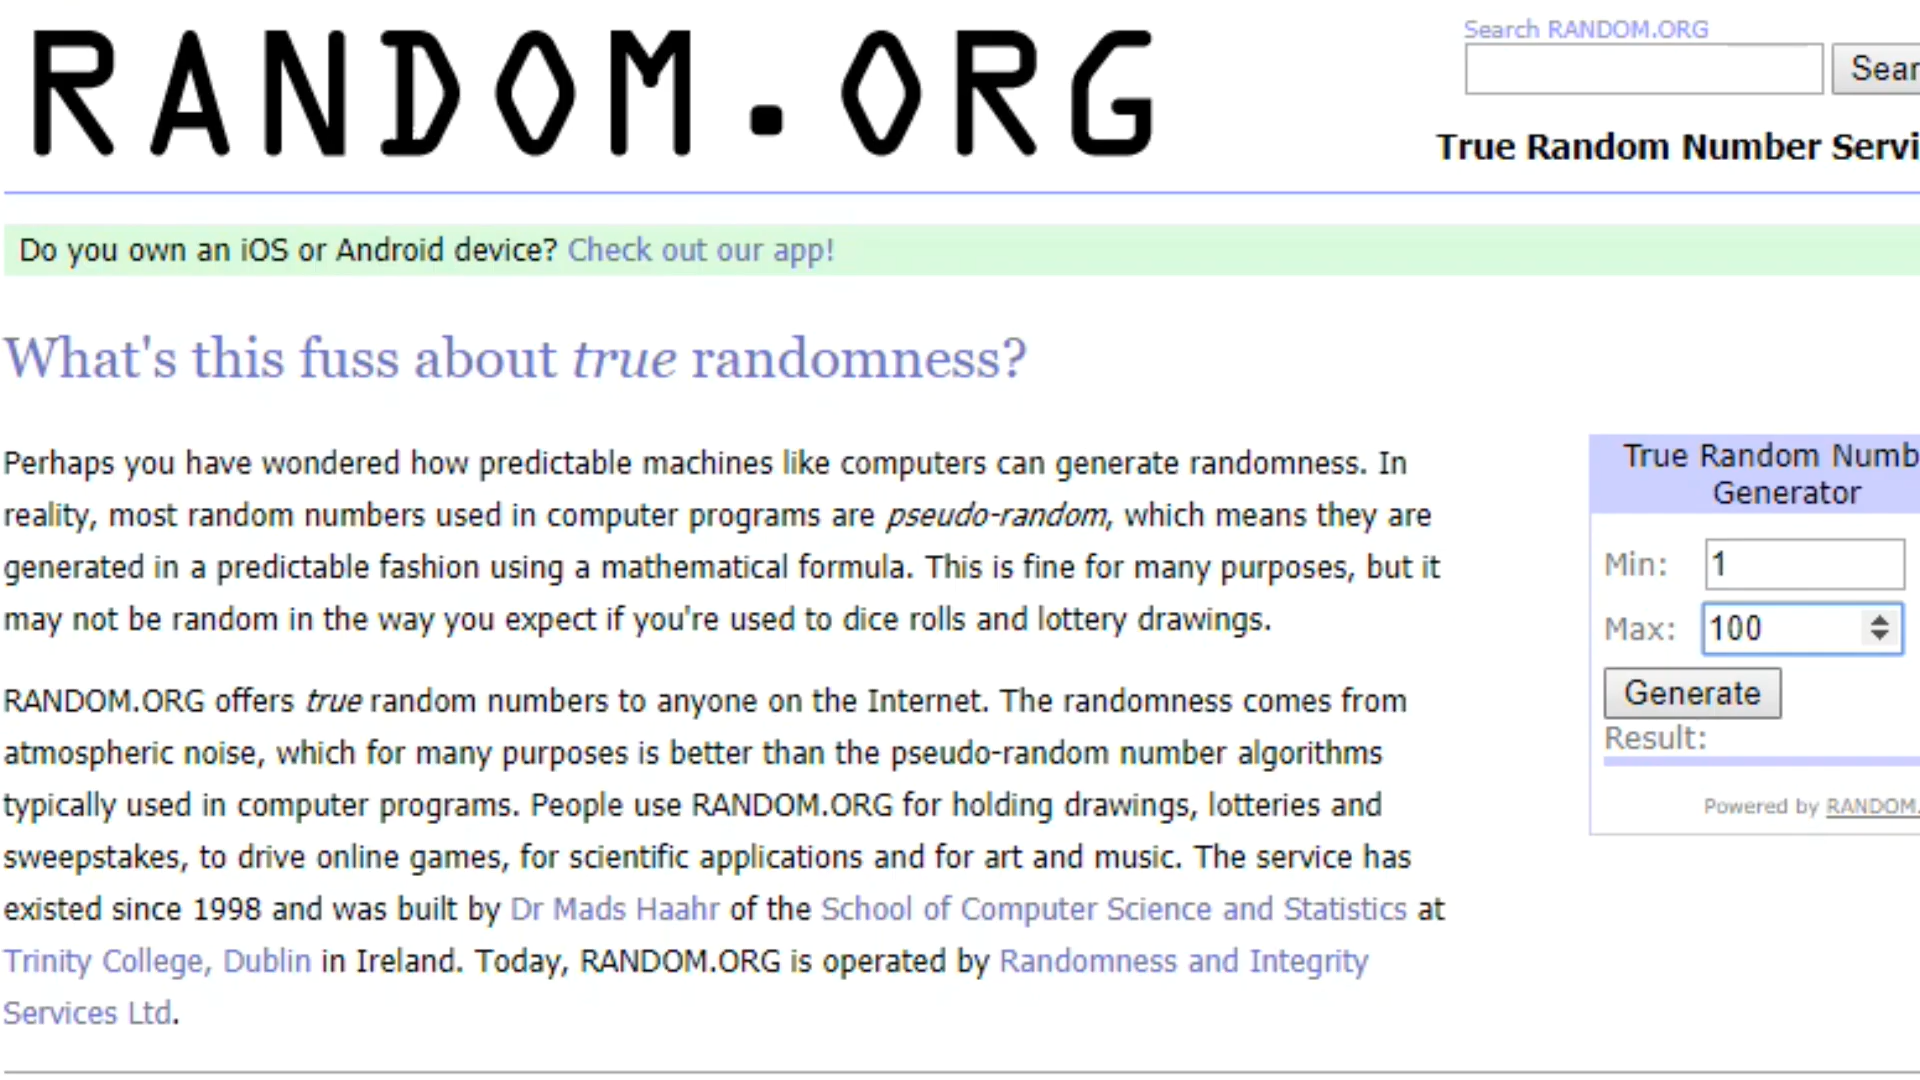 RANDOM.ORG
Search RANDOM.ORG
Sear
True Random Number Servi
Do you own an iOS or Android device? Check out our app!
What's this fuss about true randomness?
Perhaps you have wondered how predictable machines like computers can generate randomness. In
reality, most random numbers used in computer programs are pseudo-random, which means they are
generated in a predictable fashion using a mathematical formula. This is fine for many purposes, but it
may not be random in the way you expect if you're used to dice rolls and lottery drawings.
RANDOM.ORG offers true random numbers to anyone on the Internet. The randomness comes from
atmospheric noise, which for many purposes is better than the pseudo-random number algorithms
typically used in computer programs. People use RANDOM.ORG for holding drawings, lotteries and
sweepstakes, to drive online games, for scientific applications and for art and music. The service has
existed since 1998 and was built by Dr Mads Haahr of the School of Computer Science and Statistics at
Trinity College, Dublin in Ireland. Today, RANDOM.ORG is operated by Randomness and Integrity
Services Ltd.
True Random Numb
Generator
Min: 1
Max: 100
Generate
Result:
Powered by RANDOM.